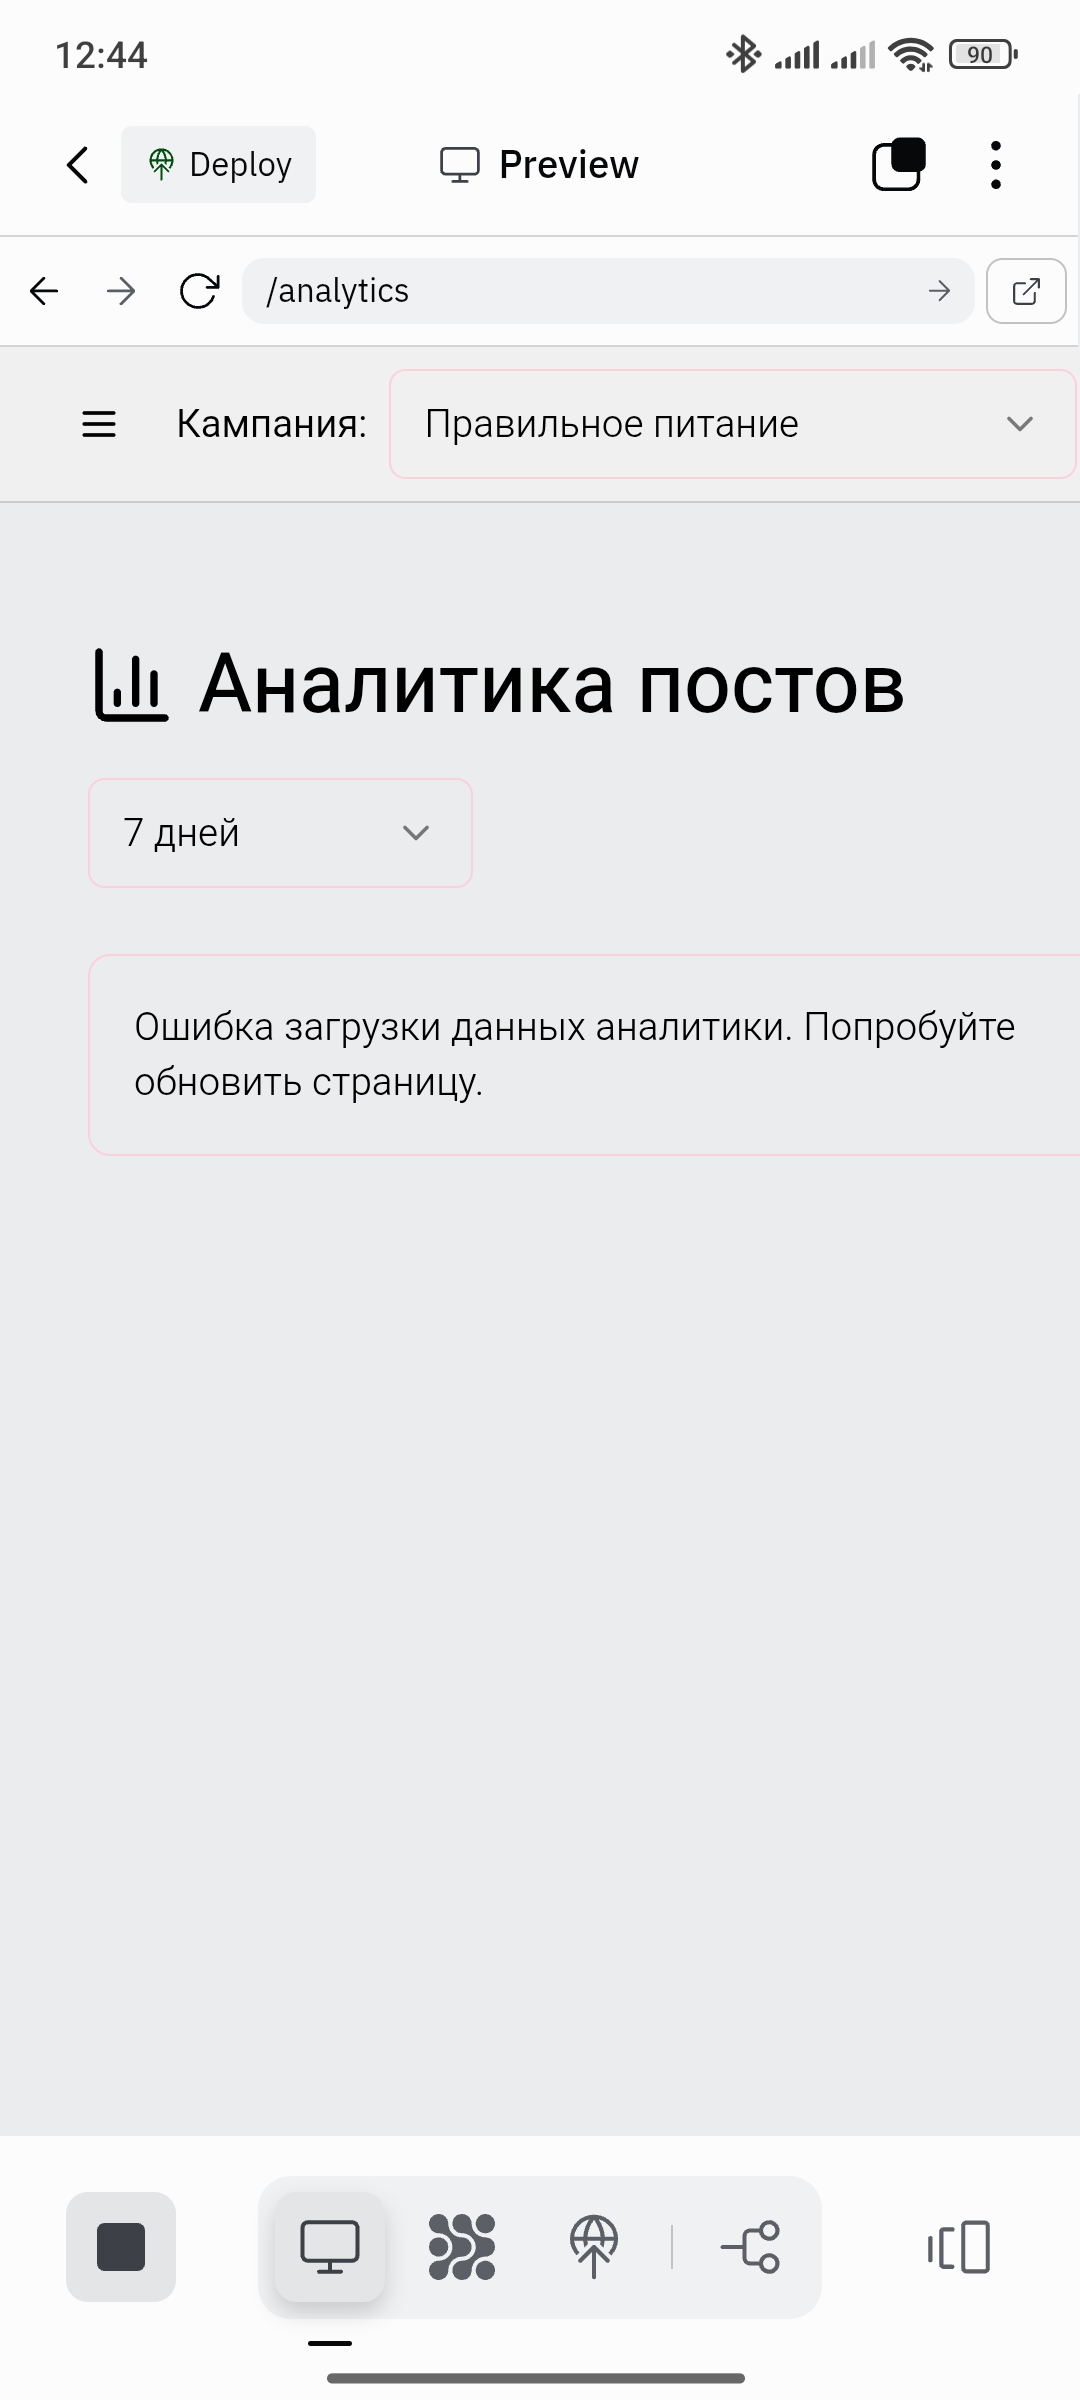 12:44
90
Deploy
Preview
/analytics
Кампания:
Правильное питание
Аналитика постов
7 дней
Ошибка загрузки данных аналитики. Попробуйте
обновить страницу.